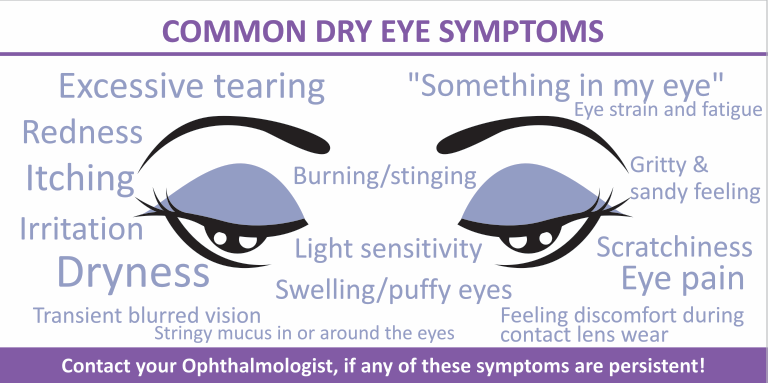 COMMON DRY EYE SYMPTOMS
Excessive tearing
"Something in my eye"
Eye strain and fatigue
Redness
Itching
Burning/stinging
Gritty &
sandy feeling
Irritation
Light sensitivity
Scratchiness
Dryness
Eye pain
Swelling/puffy eyes
Transient blurred vision
Stringy mucus in or around the eyes
Feeling discomfort during
contact lens wear
Contact your Ophthalmologist, if any of these symptoms are persistent!